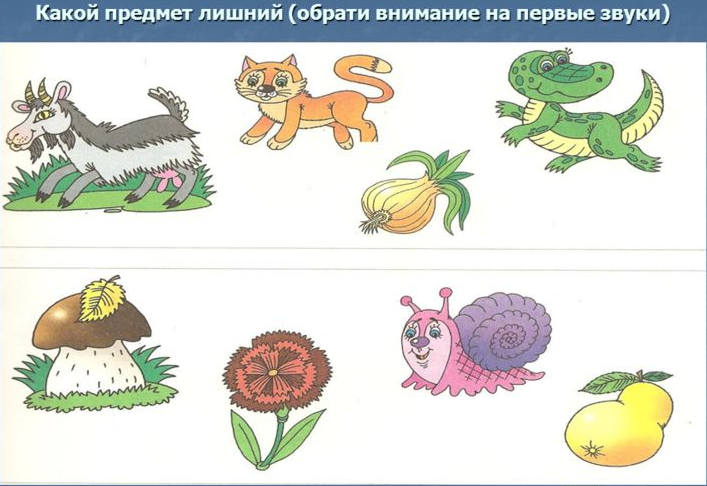 Какой предмет лишний (обрати внимание на первые звуки)